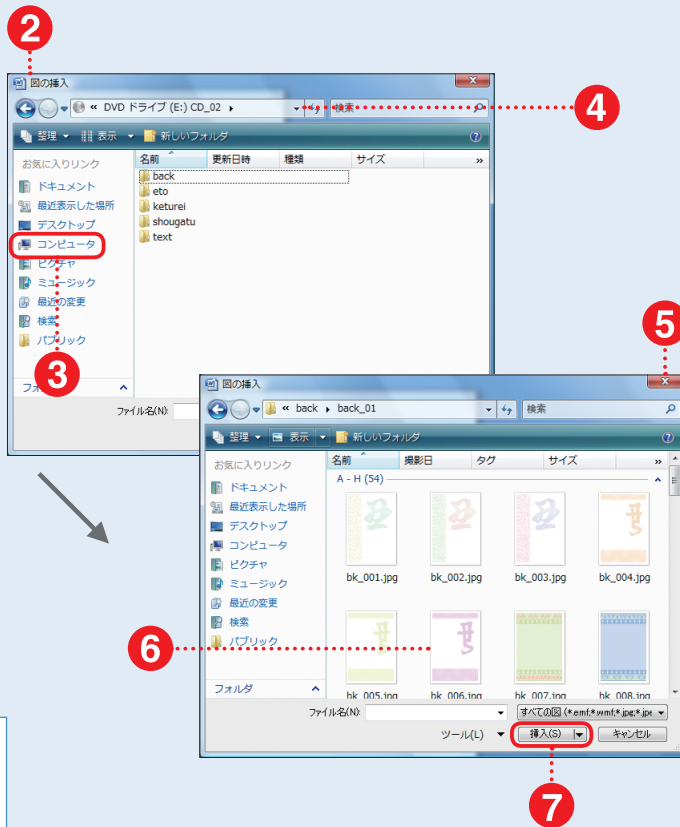 2
図の挿入
« DVD ドライブ (E:) CD_02
4
検索
整理 表示 新しいフォルダ
お気に入りリンク
名前 更新日時 種類 サイズ »
ドキュメント
back
最近表示した場所
eto
デスクトップ
keturei
コンピュータ
shougatu
ピクチャ
text
ミュージック
最近の変更
検索
パブリック
3
ファイル名(N):
5
図の挿入
« back back_01
検索
整理 表示 新しいフォルダ
お気に入りリンク
名前 撮影日 タグ サイズ »
A - H (54)
ドキュメント
最近表示した場所
デスクトップ
コンピュータ
ピクチャ
ミュージック
最近の変更
検索
パブリック
bk_001.jpg bk_002.jpg bk_003.jpg bk_004.jpg
6
フォルダ
bk_005.jpg bk_006.jpg bk_007.jpg bk_008.jpg
ファイル名(N):
すべての図 (*.emf;*.wmf;*.jpg;*.jpe
ツール(L) 挿入(S) キャンセル
7